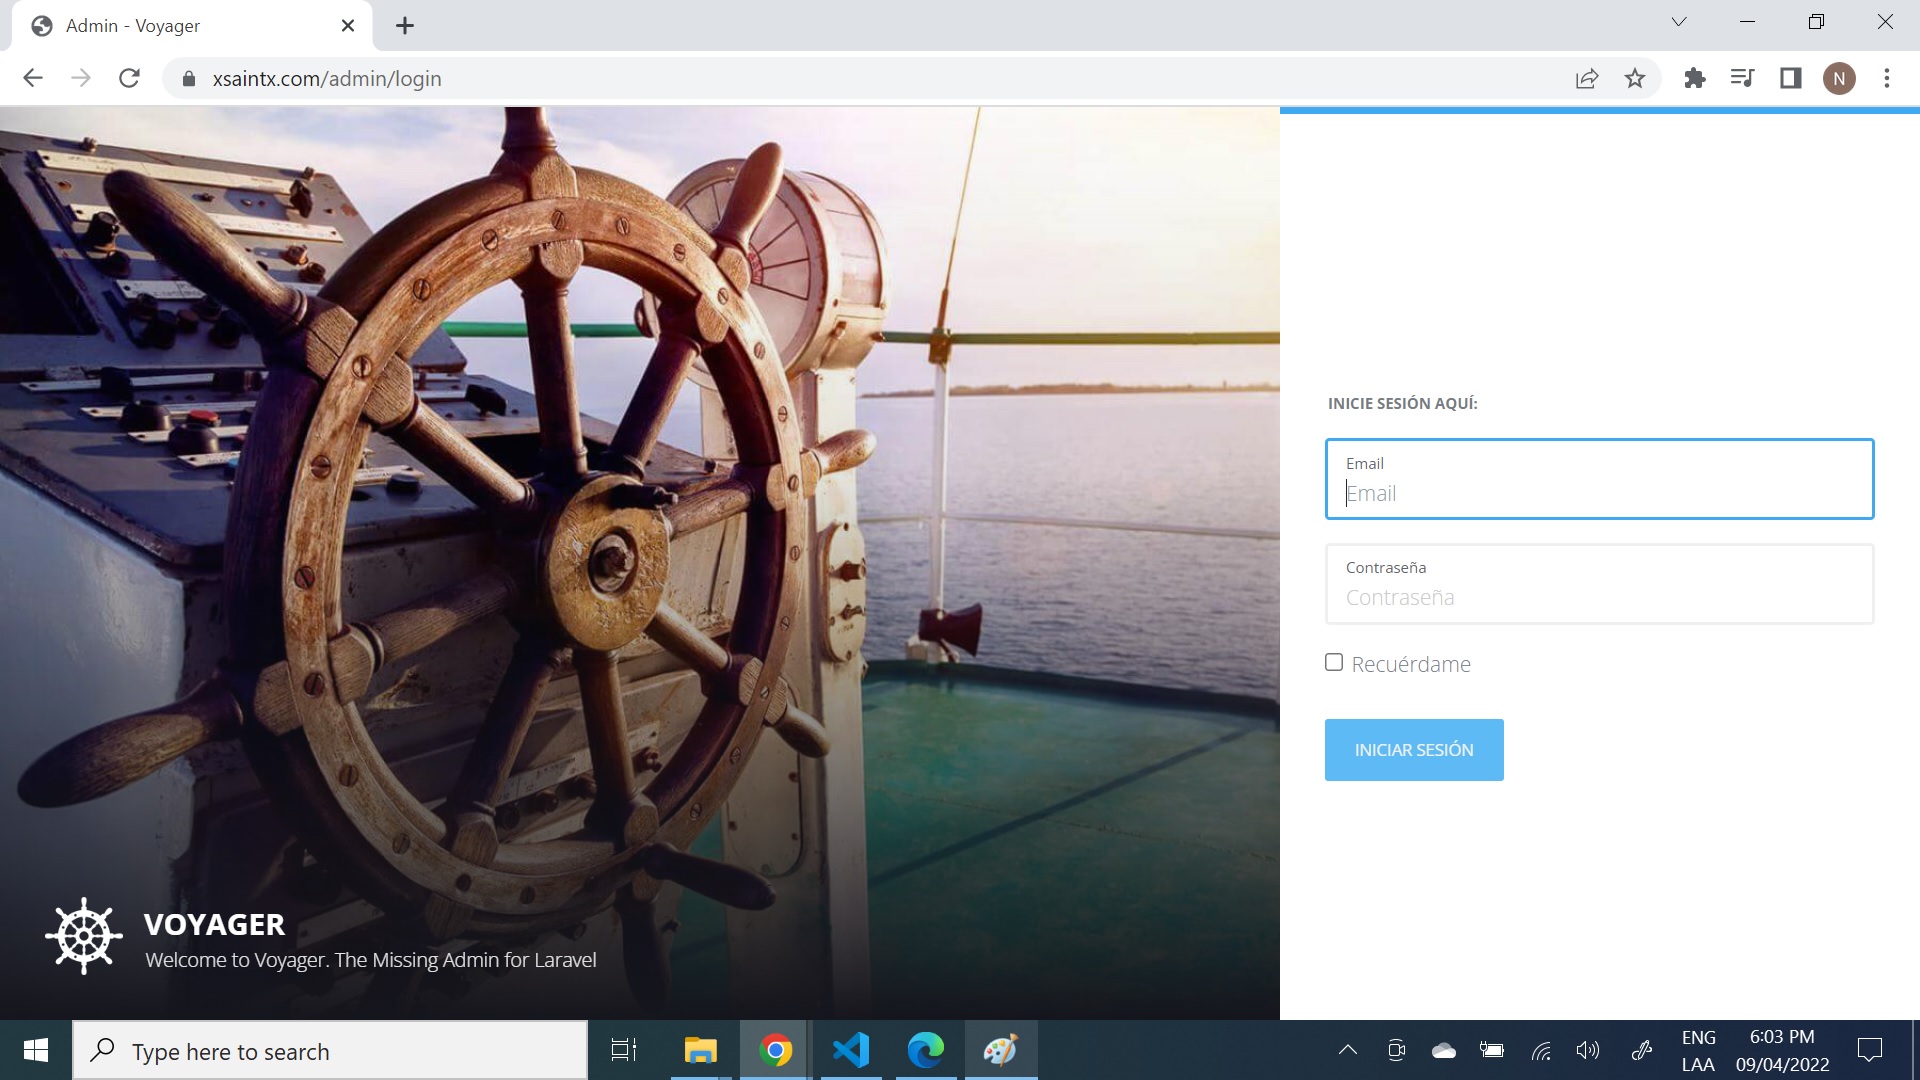 Admin - Voyager
xsaintx.com/admin/login
N
INICIE SESIÓN AQUÍ:
Email
Email
Contraseña
Contraseña
Recuérdame
INICIAR SESIÓN
VOYAGER
Welcome to Voyager. The Missing Admin for Laravel
Type here to search
ENG
LAA
6:03 PM
09/04/2022